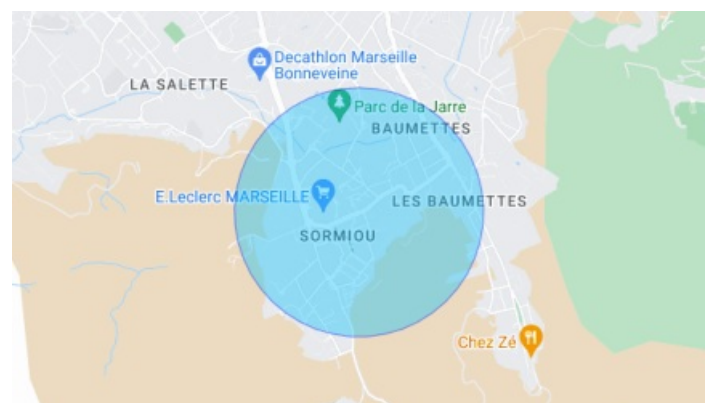 Decathlon Marseille
Bonneveine
LA SALETTE
Parc de la Jarre
BAUMETTES
E.Leclerc MARSEILLE
LES BAUMETTES
SORMIOU
Chez Zé